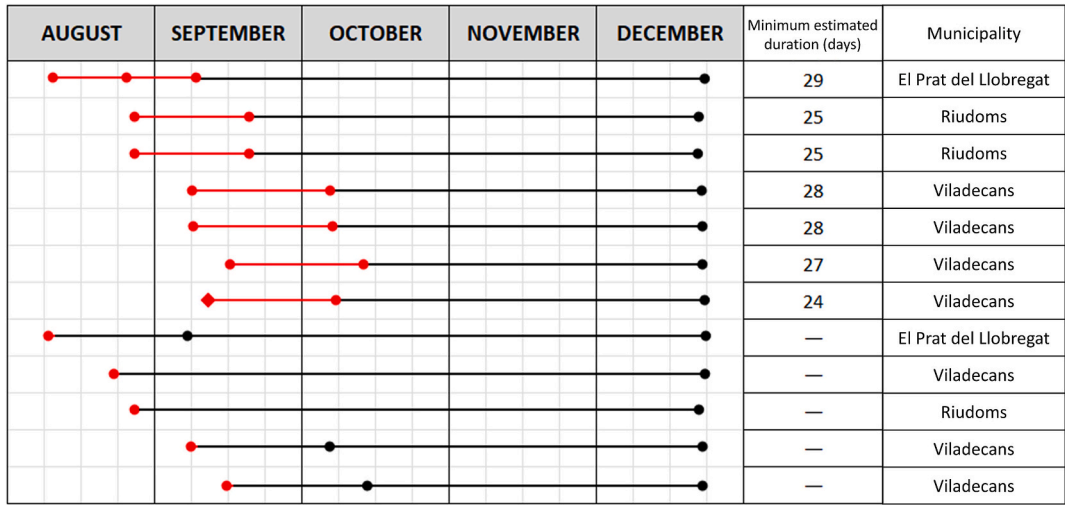 AUGUST SEPTEMBER OCTOBER NOVEMBER DECEMBER Minimum estimated
duration (days) Municipality
29 El Prat del Llobregat
25 Riudoms
25 Riudoms
28 Viladecans
28 Viladecans
27 Viladecans
24 Viladecans
— El Prat del Llobregat
— Viladecans
— Riudoms
— Viladecans
— Viladecans